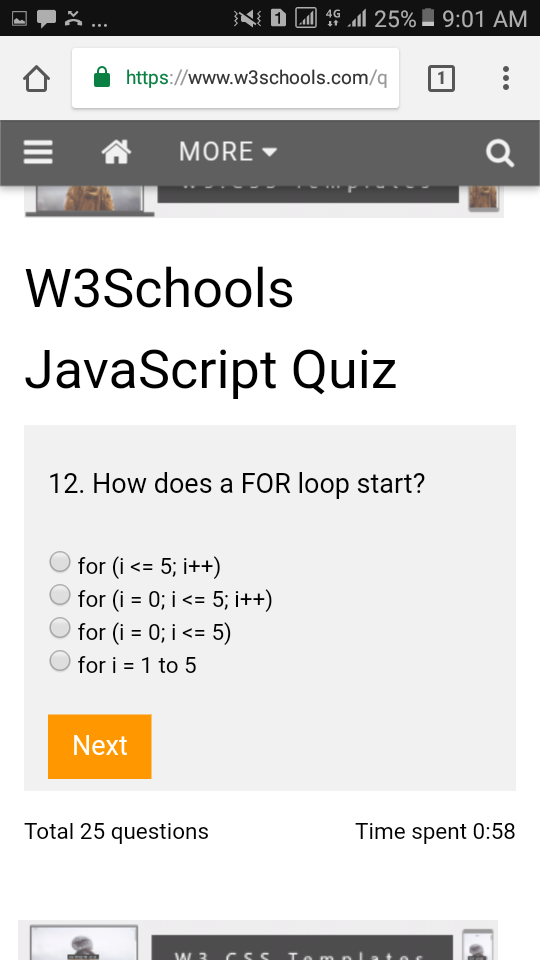 ... 1 4G 25% 9:01 AM
https://www.w3schools.com/q 1
MORE
W3Schools
JavaScript Quiz
12. How does a FOR loop start?
for (i <= 5; i++)
for (i = 0; i <= 5; i++)
for (i = 0; i <= 5)
for i = 1 to 5
Next
Total 25 questions Time spent 0:58
W3.CSS Templates